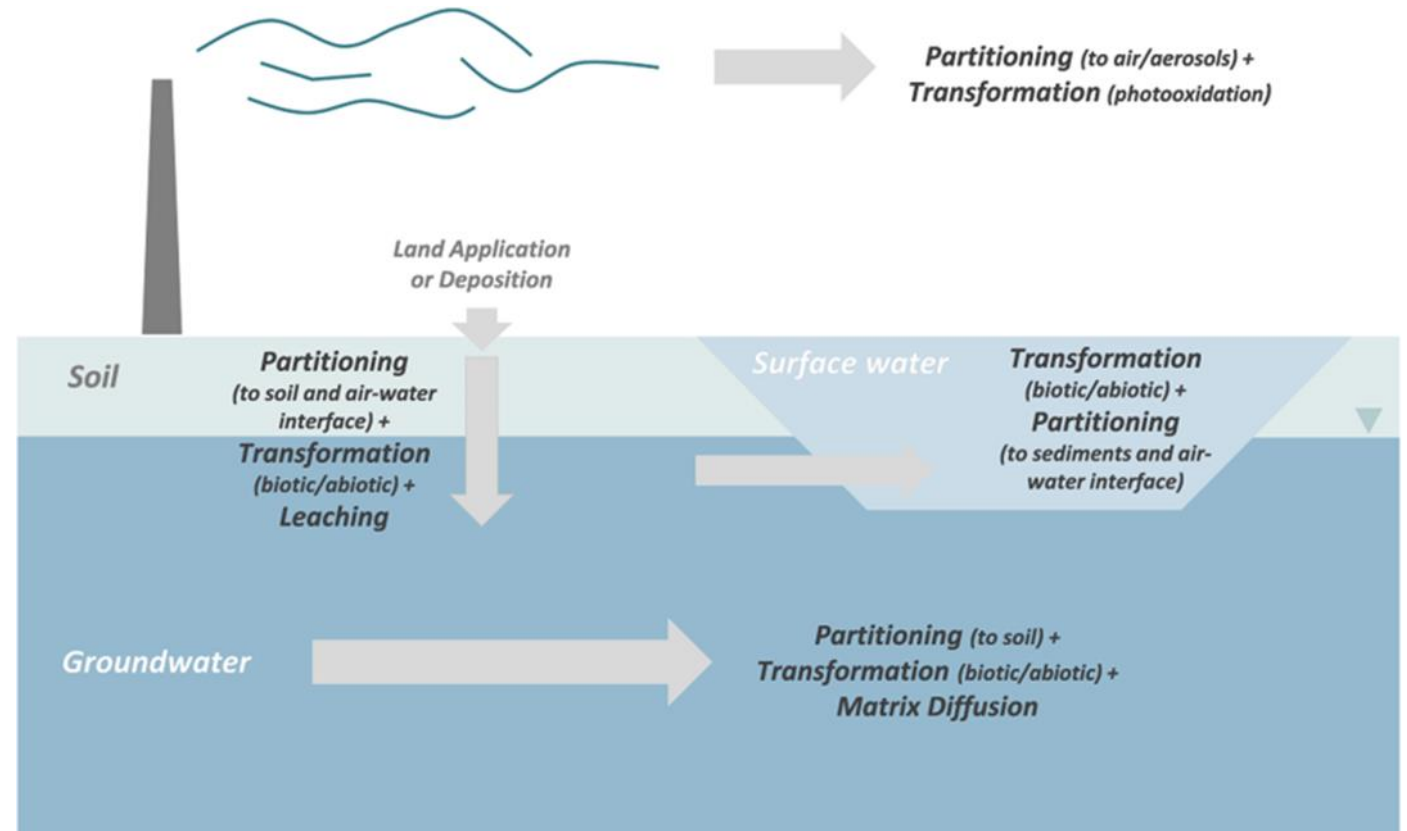 Partitioning (to air/aerosols) +
Transformation (photooxidation)
Land Application
or Deposition
Soil
Partitioning
(to soil and air-water
interface) +
Transformation
(biotic/abiotic) +
Leaching
Surface water
Transformation
(biotic/abiotic) +
Partitioning
(to sediments and air-
water interface)
Groundwater
Partitioning (to soil) +
Transformation (biotic/abiotic) +
Matrix Diffusion